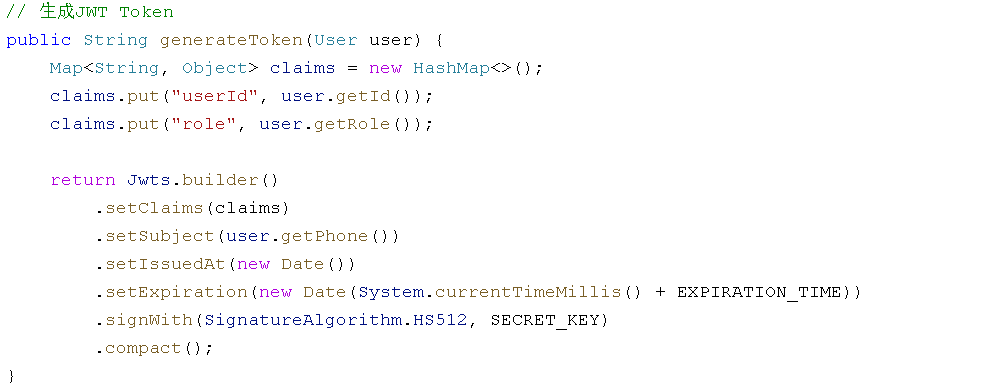 // 生成JWT Token
public String generateToken(User user) {
    Map<String, Object> claims = new HashMap<>();
    claims.put("userId", user.getId());
    claims.put("role", user.getRole());

    return Jwts.builder()
        .setClaims(claims)
        .setSubject(user.getPhone())
        .setIssuedAt(new Date())
        .setExpiration(new Date(System.currentTimeMillis() + EXPIRATION_TIME))
        .signWith(SignatureAlgorithm.HS512, SECRET_KEY)
        .compact();
}